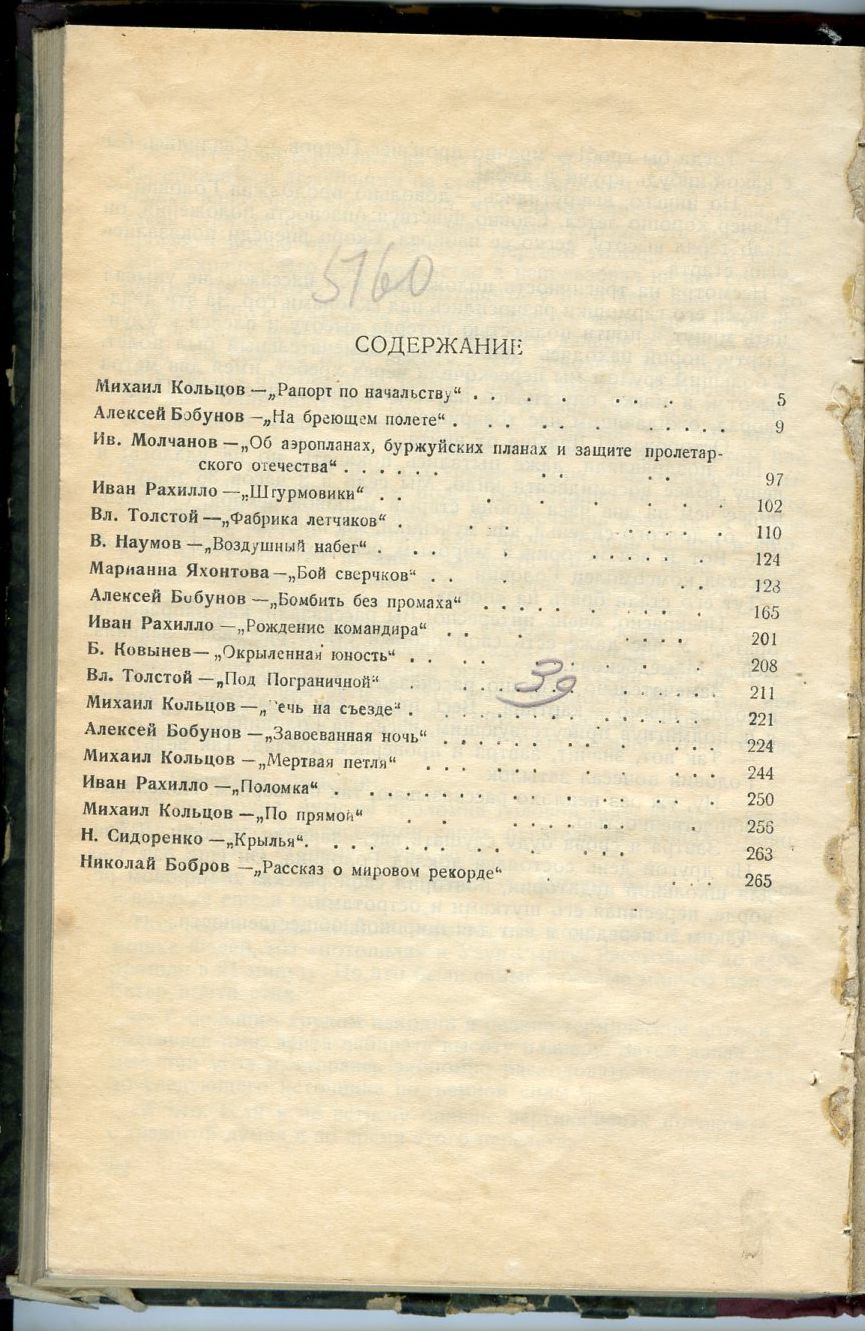 5160
СОДЕРЖАНИЕ
Михаил Кольцов —„Рапорт по начальству“ . . . . . . . . 5
Алексей Бобунов —„На бреющем полете“ . . . . . . . . . 9
Ив. Молчанов —„Об аэропланах, буржуйских планах и защите пролетар-
ского отечества“ . . . . . . . . . . 97
Иван Рахилло —„Штурмовики“ . . . . . . . 102
Вл. Толстой —„Фабрика летчиков“ . . . . . . . 110
В. Наумов —„Воздушный набег“ . . . . . . . . . . 124
Марианна Яхонтова —„Бой сверчков“ . . . . . 128
Алексей Бобунов —„Бомбить без промаха“ . . . . . . . . . 165
Иван Рахилло —„Рождение командира“ . . . . . . . 201
Б. Ковынев— „Окрыленная юность“ . . . . . . . . 208
Вл. Толстой —„Под Пограничной“ . . . . . . . . . 211
39
Михаил Кольцов —„ ечь на съезде“ . . . . . . . . . . 221
Алексей Бобунов —„Завоеванная ночь“ . . . . . . . . . . 224
Михаил Кольцов —„Мертвая петля“ . . . . . . . . . 244
Иван Рахилло —„Поломка“ . . . . . . . . . . 250
Михаил Кольцов —„По прямой“ . . . . . . . . 256
Н. Сидоренко —„Крылья“. . . . . . . . . . . 263
Николай Бобров —„Рассказ о мировом рекорде“ . . . . 265